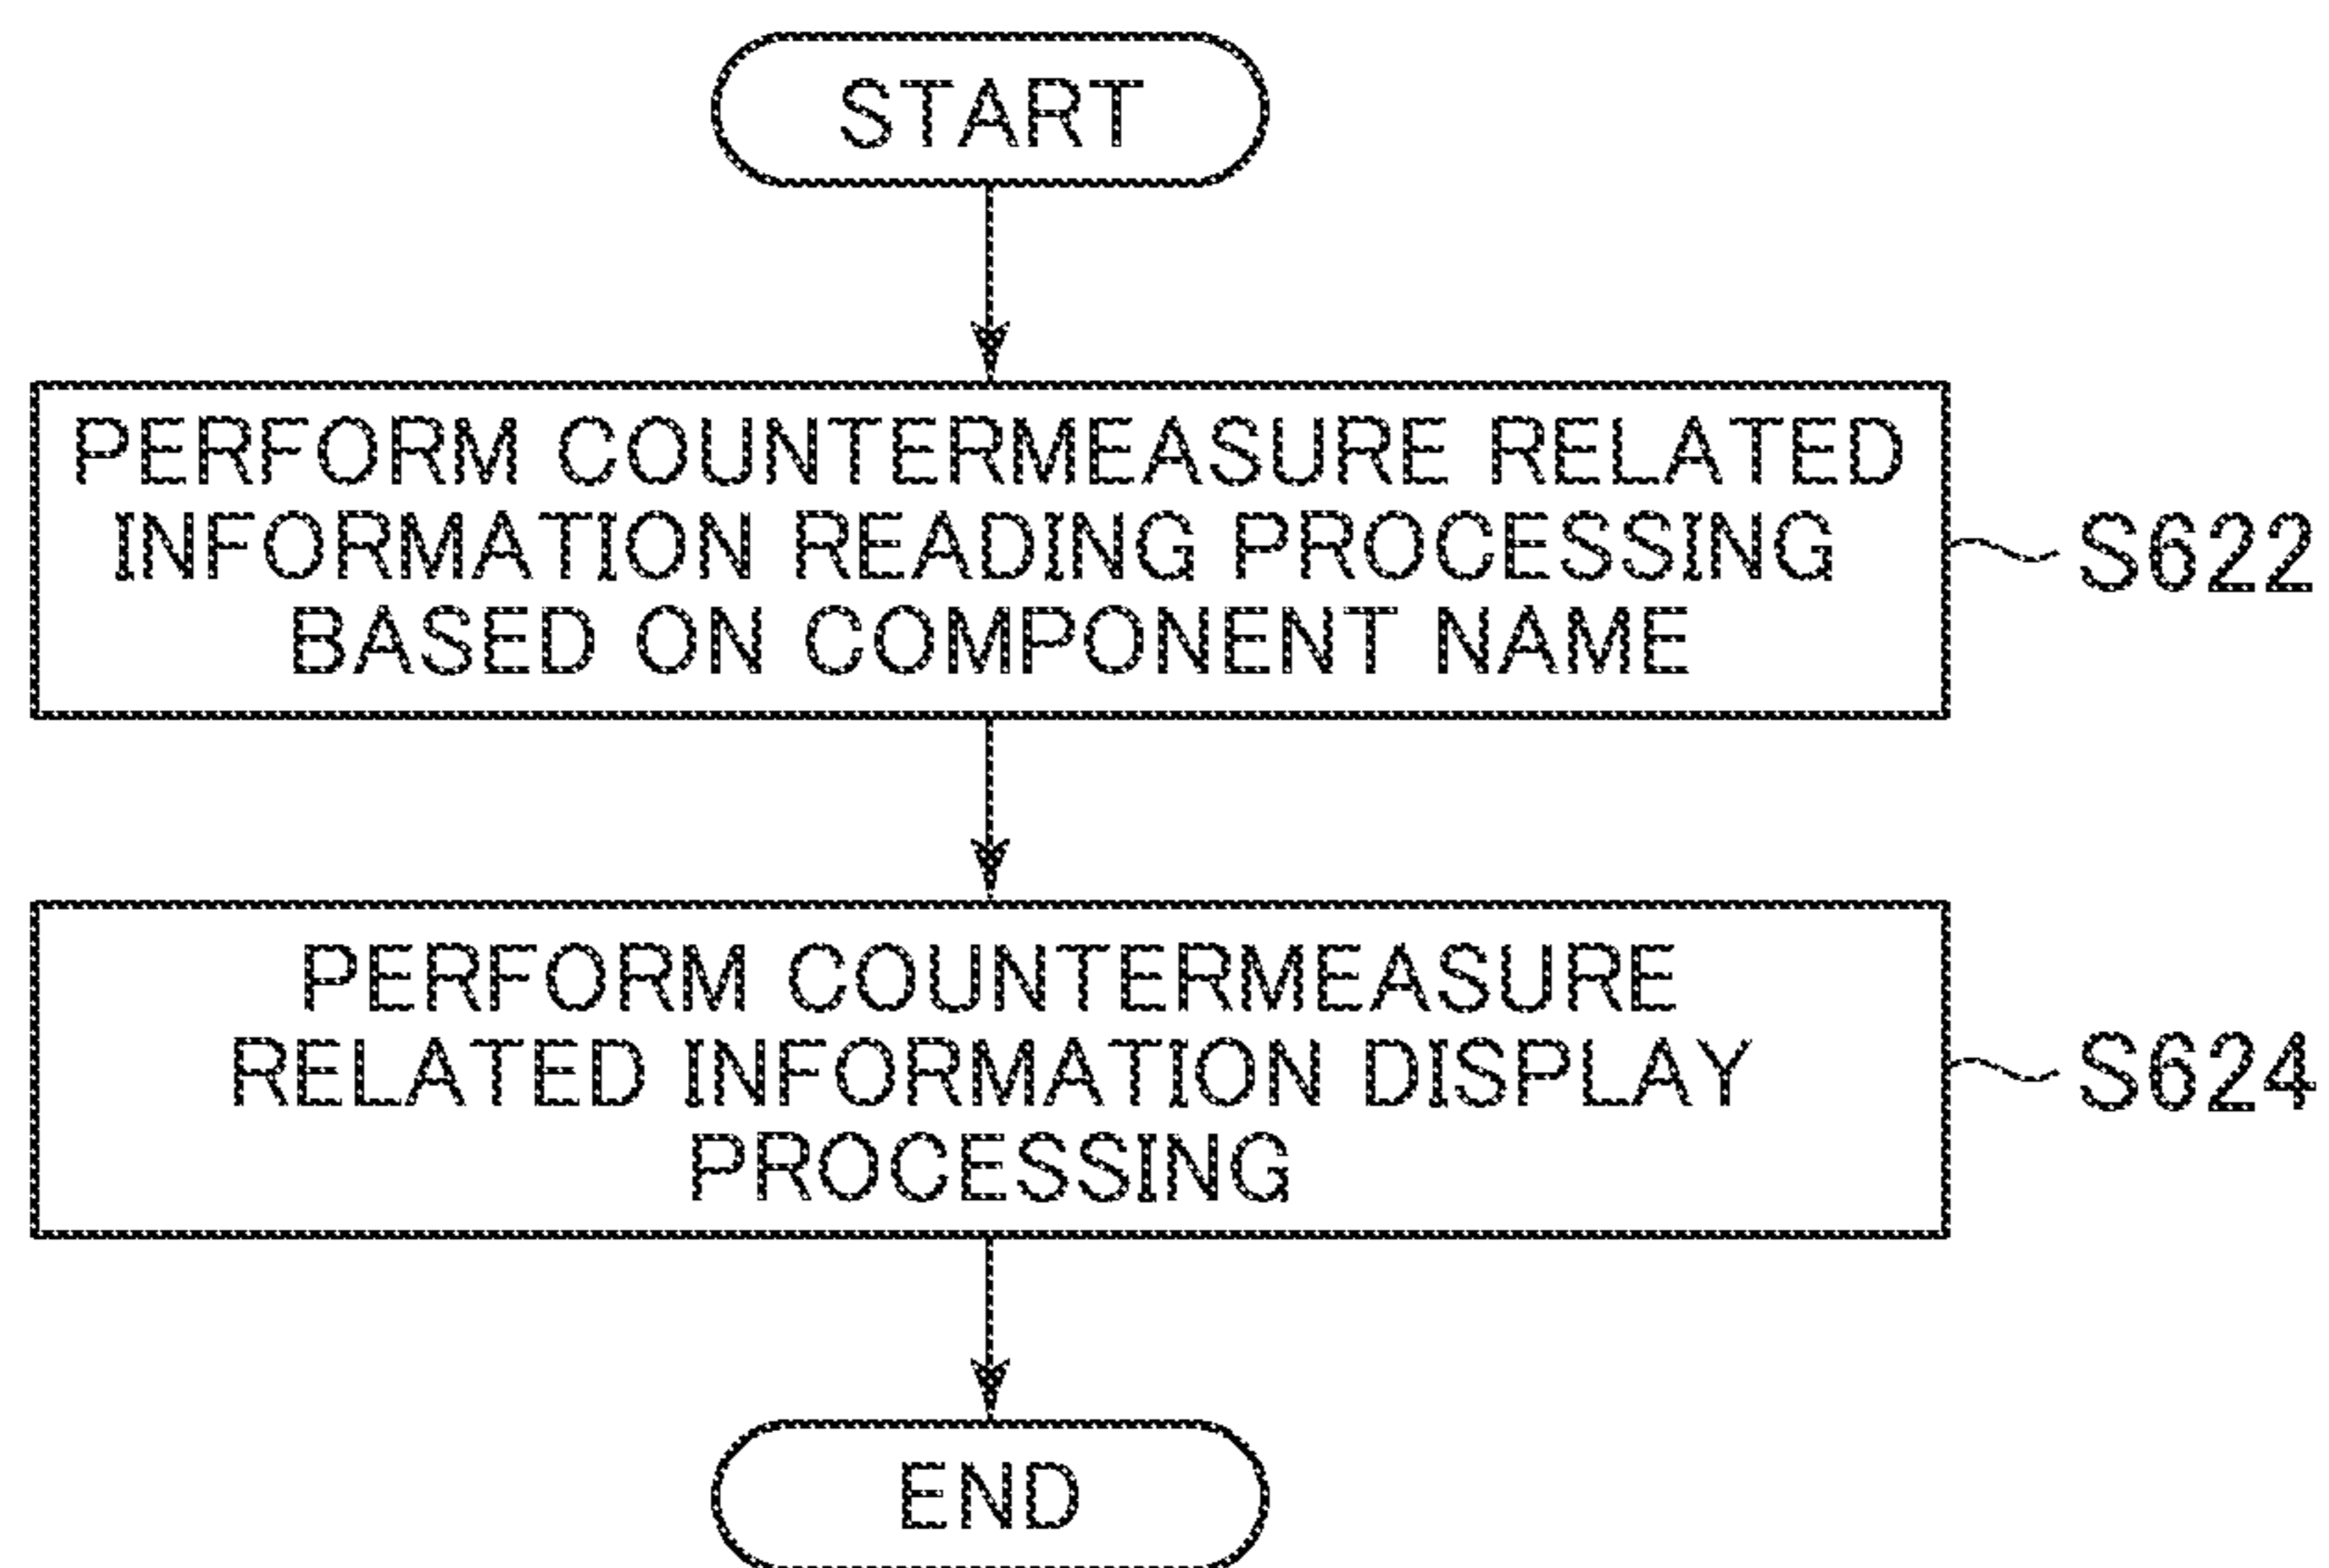 START
PERFORM COUNTERMEASURE RELATED
INFORMATION READING PROCESSING
BASED ON COMPONENT NAME
S622
PERFORM COUNTERMEASURE
RELATED INFORMATION DISPLAY
PROCESSING
S624
END